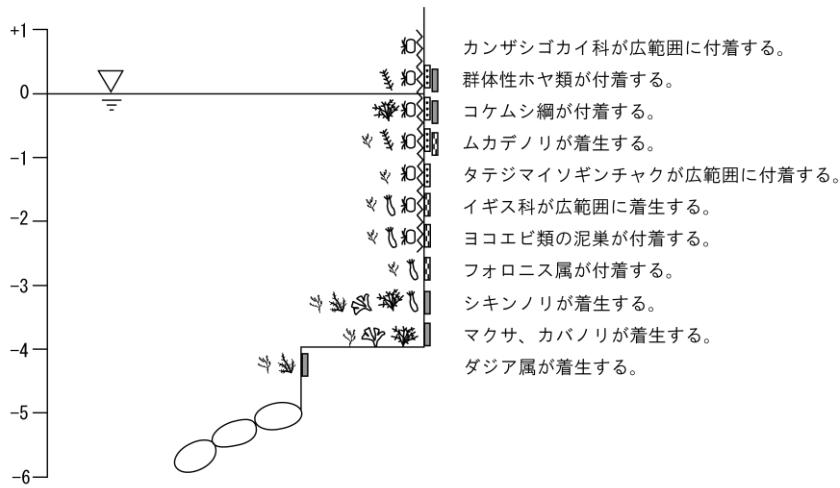 +1
カンザシゴカイ科が広範囲に付着する。
群体性ホヤ類が付着する。
0
コケムシ綱が付着する。
ムカデノリが着生する。
-1
タテジマイソギンチャクが広範囲に付着する。
イギス科が広範囲に着生する。
-2
ヨコエビ類の泥巣が付着する。
フォロニス属が付着する。
-3
シキンノリが着生する。
マクサ、カバノリが着生する。
-4
ダジア属が着生する。
-5
-6